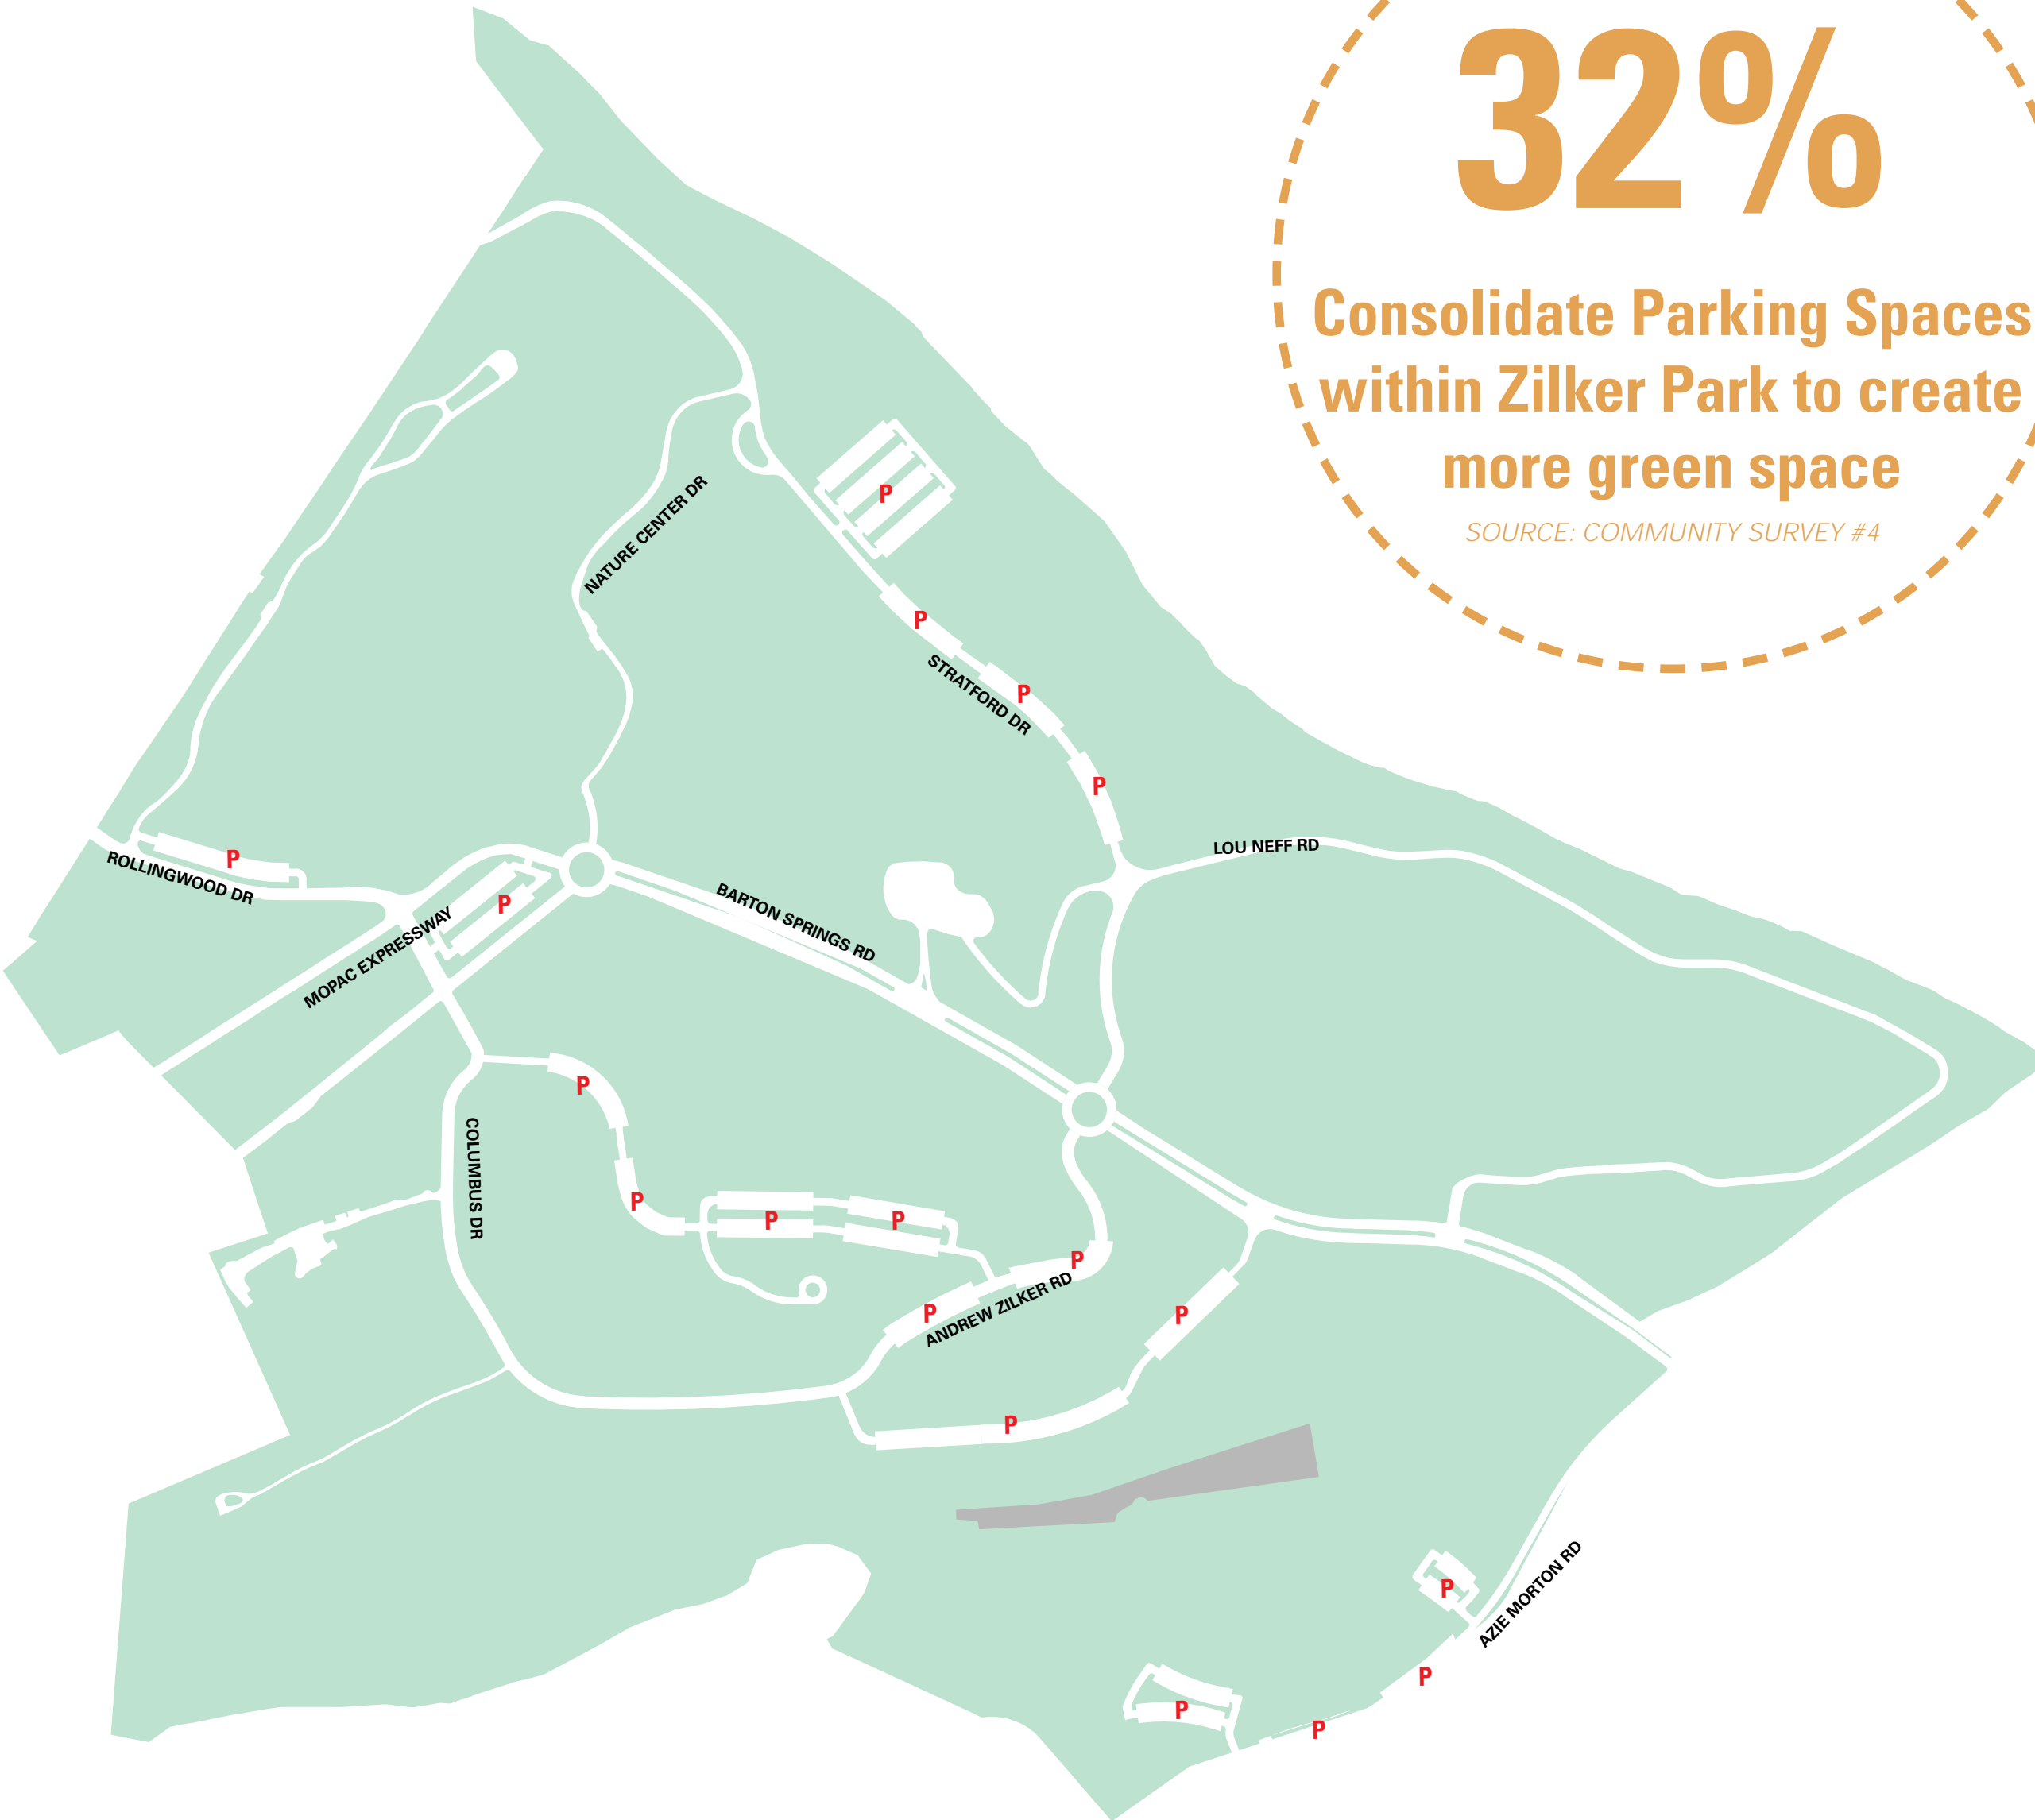 32%
Consolidate Parking Spaces
within Zilker Park to create
more green space
SOURCE: COMMUNITY SURVEY #4
NATURE CENTER DR
P
P
STRATFORD DR
P
P
LOU NEFF RD
P
ROLLINGWOOD DR
P
MOPAC EXPRESSWAY
BARTON SPRINGS RD
P
COLUMBUS DR
P
P
P
P
ANDREW ZILKER RD
P
P
P
AZIE MORTON RD
P
P
P
P